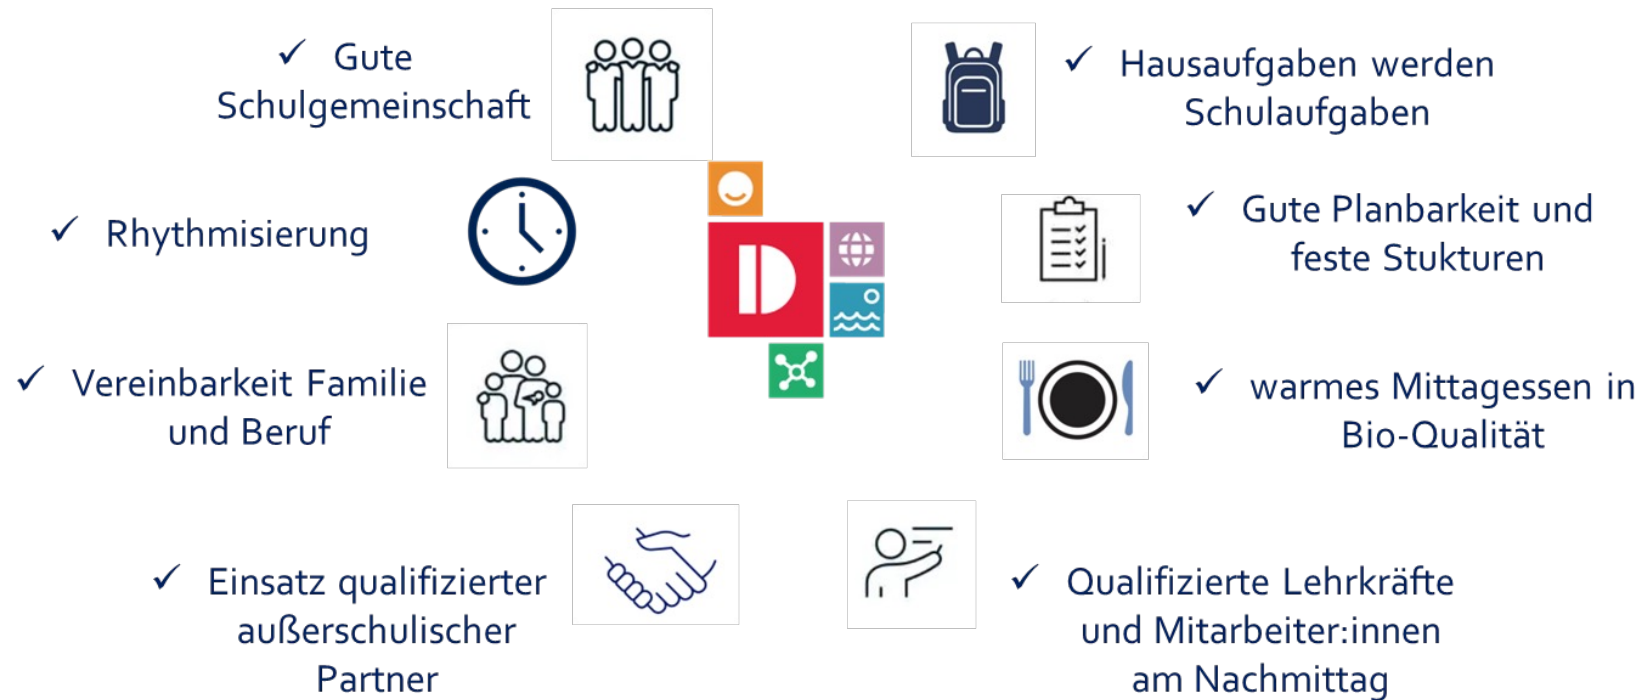 ✓ Gute
Schulgemeinschaft
✓ Hausaufgaben werden
Schulaufgaben
✓ Rhythmisierung
✓ Gute Planbarkeit und
feste Stukturen
✓ Vereinbarkeit Familie
und Beruf
✓ warmes Mittagessen in
Bio-Qualität
✓ Einsatz qualifizierter
außerschulischer
Partner
✓ Qualifizierte Lehrkräfte
und Mitarbeiter:innen
am Nachmittag
D